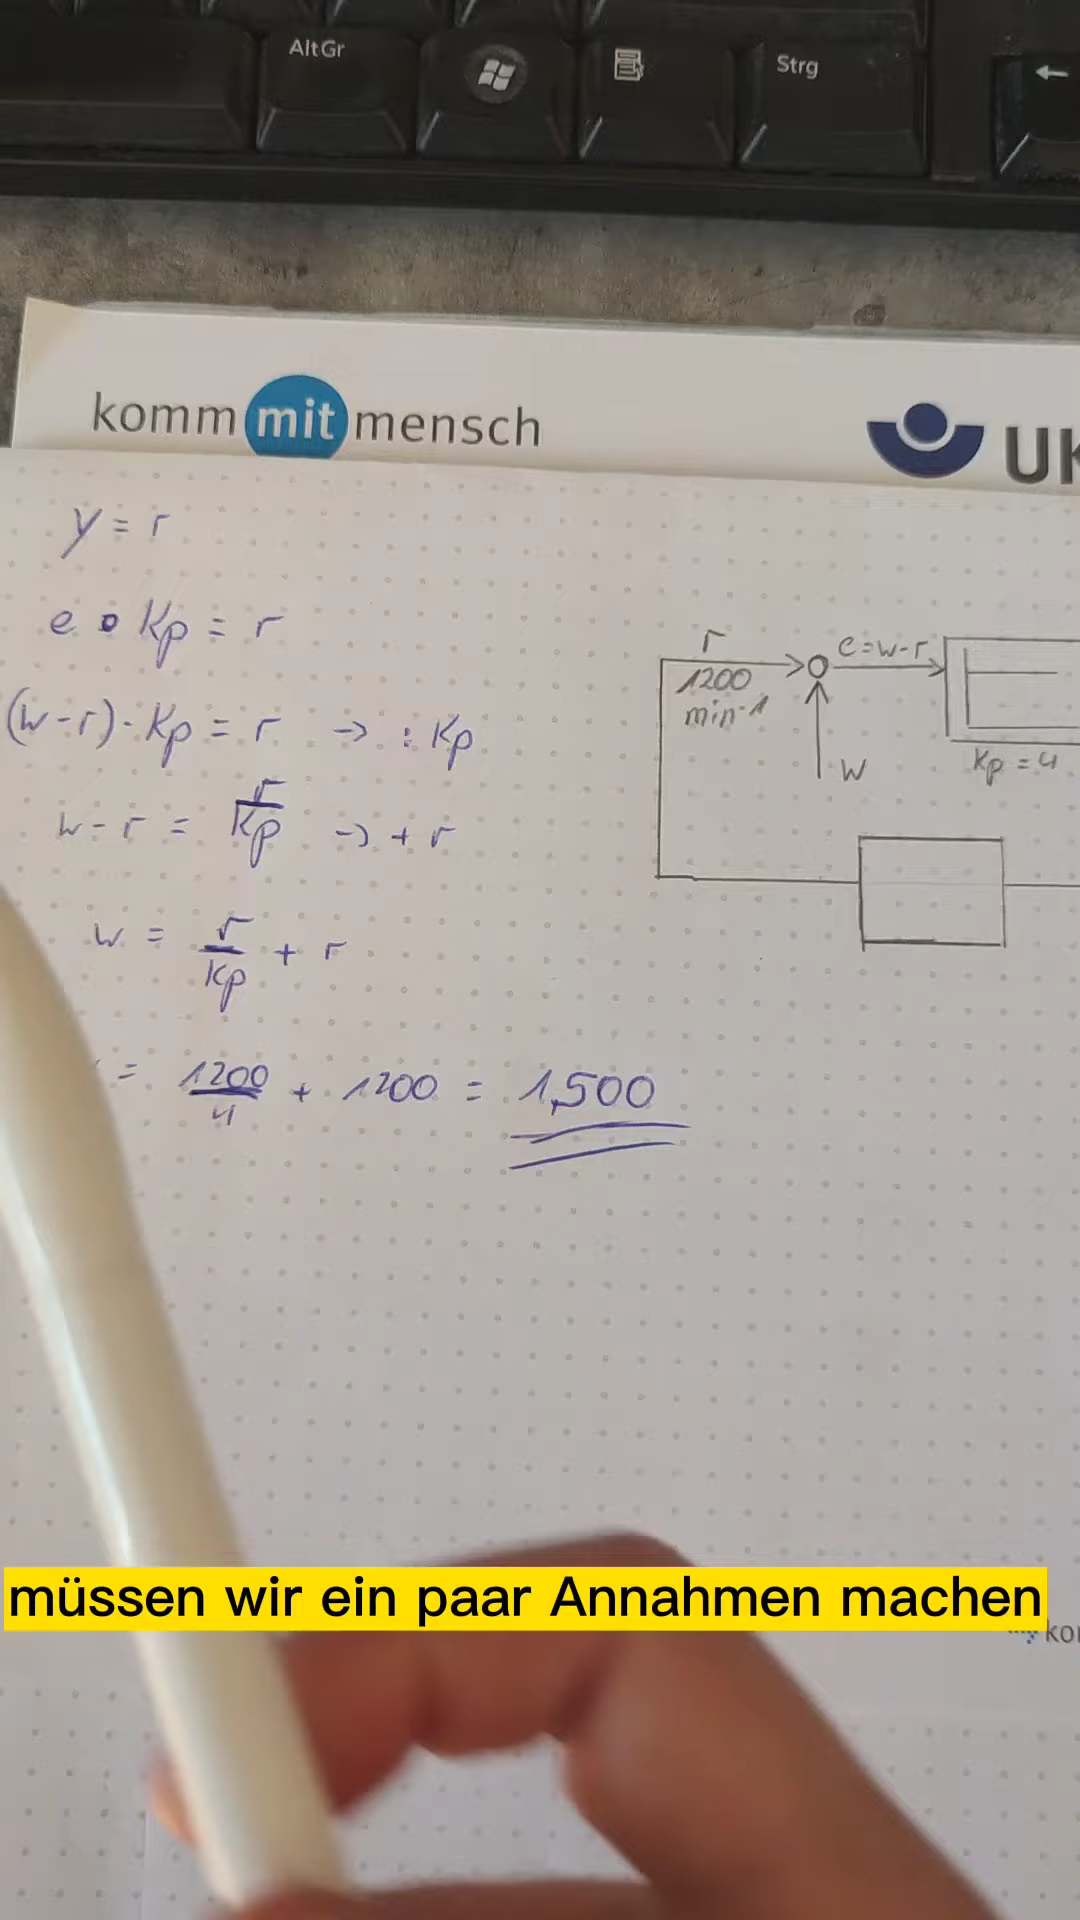 AltGr
Strg
komm mit mensch
UK
y = r
e • Kp = r
(w-r) · Kp = r → : Kp
w - r = r/Kp → + r
w = r/Kp + r
= 1200/4 + 1200 = 1,500
r
1200
min-1
e=w-r
w
Kp = 4
müssen wir ein paar Annahmen machen